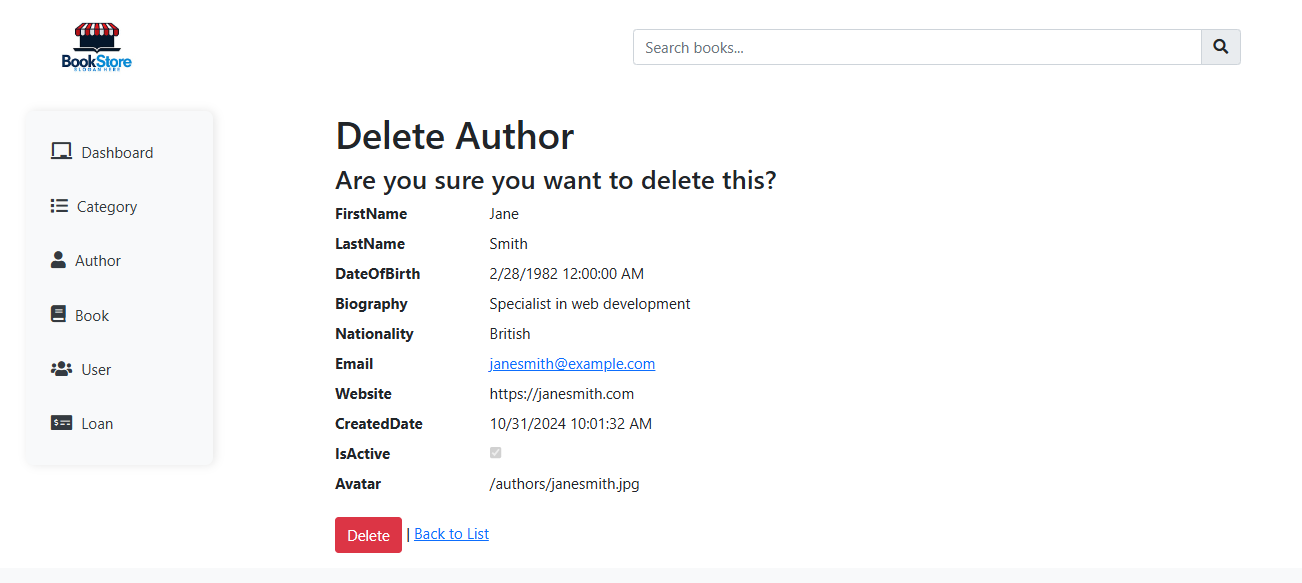 BookStore
SLOGAN HERE
Search books...
Dashboard
Category
Author
Book
User
Loan
Delete Author
Are you sure you want to delete this?
FirstName Jane
LastName Smith
DateOfBirth 2/28/1982 12:00:00 AM
Biography Specialist in web development
Nationality British
Email janesmith@example.com
Website https://janesmith.com
CreatedDate 10/31/2024 10:01:32 AM
IsActive
Avatar /authors/janesmith.jpg
Delete | Back to List